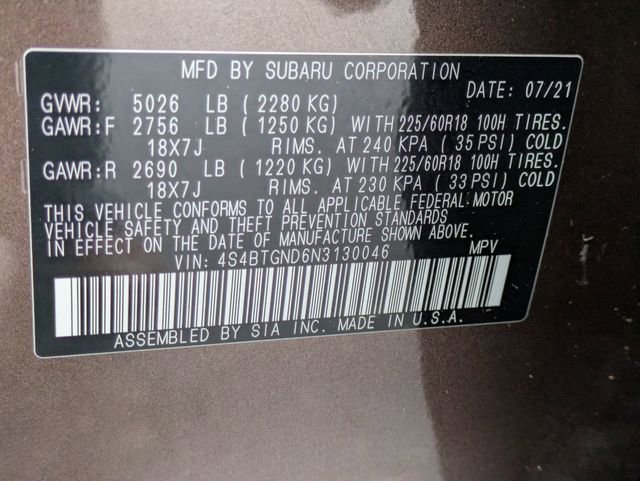 MFD BY SUBARU CORPORATION
DATE: 07/21
GVWR: 5026 LB (2280 KG)
GAWR:F 2756 LB (1250 KG) WITH 225/60R18 100H TIRES.
18X7J RIMS. AT 240 KPA (35 PSI) COLD
GAWR:R 2690 LB (1220 KG) WITH 225/60R18 100H TIRES.
18X7J RIMS. AT 230 KPA (33 PSI) COLD
THIS VEHICLE CONFORMS TO ALL APPLICABLE FEDERAL MOTOR
VEHICLE SAFETY AND THEFT PREVENTION STANDARDS
IN EFFECT ON THE DATE OF MANUFACTURE SHOWN ABOVE.
VIN: 4S4BTGND6N3130046 MPV
ASSEMBLED BY SIA INC. MADE IN U.S.A.